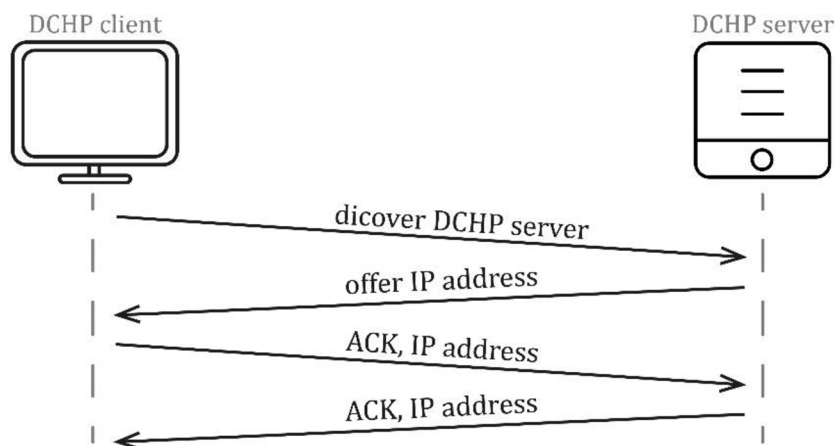 DCHP client
DCHP server
dicover DCHP server
offer IP address
ACK, IP address
ACK, IP address